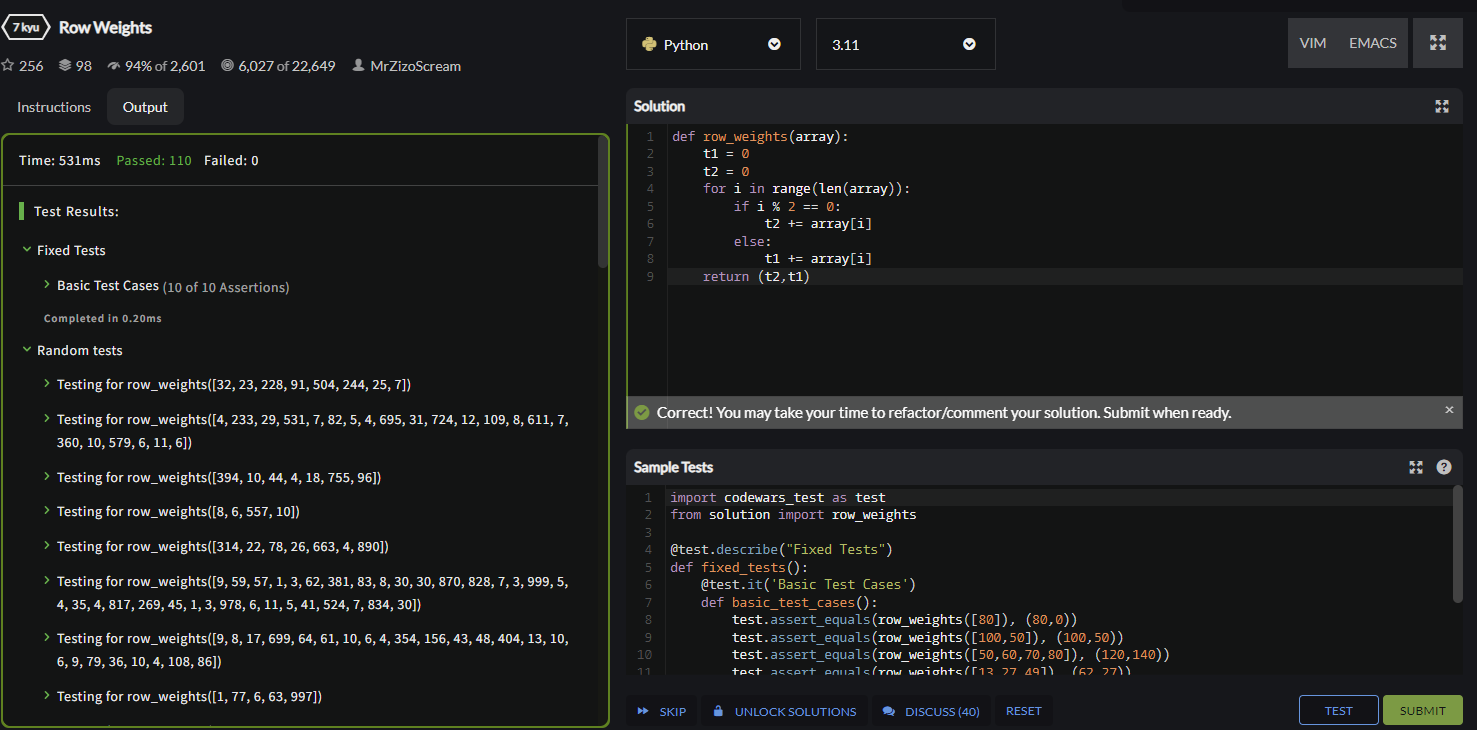 7 kyu Row Weights
256 98 94% of 2,601 6,027 of 22,649 MrZizoScream
Instructions Output
Time: 531ms Passed: 110 Failed: 0
Test Results:
Fixed Tests
Basic Test Cases (10 of 10 Assertions)
Completed in 0.20ms
Random tests
Testing for row_weights([32, 23, 228, 91, 504, 244, 25, 7])
Testing for row_weights([4, 233, 29, 531, 7, 82, 5, 4, 695, 31, 724, 12, 109, 8, 611, 7,
360, 10, 579, 6, 11, 6])
Testing for row_weights([394, 10, 44, 4, 18, 755, 96])
Testing for row_weights([8, 6, 557, 10])
Testing for row_weights([314, 22, 78, 26, 663, 4, 890])
Testing for row_weights([9, 59, 57, 1, 3, 62, 381, 83, 8, 30, 30, 870, 828, 7, 3, 999, 5,
4, 35, 4, 817, 269, 45, 1, 3, 978, 6, 11, 5, 41, 524, 7, 834, 30])
Testing for row_weights([9, 8, 17, 699, 64, 61, 10, 6, 4, 354, 156, 43, 48, 404, 13, 10,
6, 9, 79, 36, 10, 4, 108, 86])
Testing for row_weights([1, 77, 6, 63, 997])
Python 3.11 VIM EMACS
Solution
1 def row_weights(array):
2 t1 = 0
3 t2 = 0
4 for i in range(len(array)):
5 if i % 2 == 0:
6 t2 += array[i]
7 else:
8 t1 += array[i]
9 return (t2,t1)
Correct! You may take your time to refactor/comment your solution. Submit when ready. ×
Sample Tests ?
1 import codewars_test as test
2 from solution import row_weights
3
4 @test.describe("Fixed Tests")
5 def fixed_tests():
6 @test.it('Basic Test Cases')
7 def basic_test_cases():
8 test.assert_equals(row_weights([80]), (80,0))
9 test.assert_equals(row_weights([100,50]), (100,50))
10 test.assert_equals(row_weights([50,60,70,80]), (120,140))
11 test.assert_equals(row_weights([13,27,49]), (62,27))
SKIP UNLOCK SOLUTIONS DISCUSS (40) RESET TEST SUBMIT